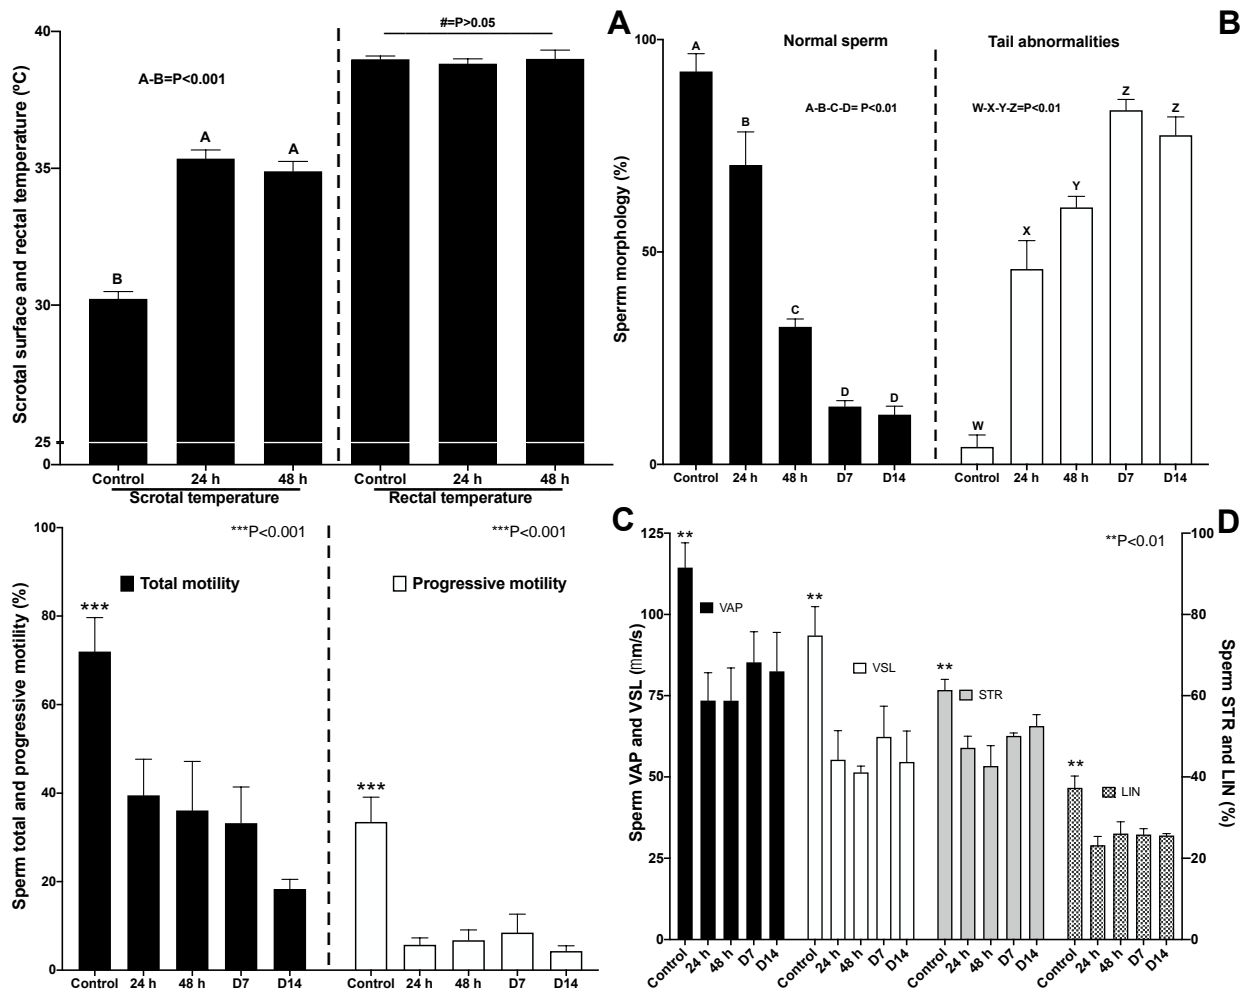 A
Scrotal surface and rectal temperature (ºC)
40
35
30
25
0
#=P>0.05
A-B=P<0.001
B
A
A
Control
24 h
48 h
Control
24 h
48 h
Scrotal temperature
Rectal temperature
B
Sperrm morphology (%)
100
50
0
Normal sperm
Tail abnormalities
A-B-C-D= P<0.01
W-X-Y-Z=P<0.01
A
B
C
D
D
W
X
Y
Z
Z
Control
24 h
48 h
D7
D14
Control
24 h
48 h
D7
D14
C
Sperm total and progressive motility (%)
100
80
60
40
20
0
***P<0.001
***P<0.001
Total motility
Progressive motility
***
***
Control
24 h
48 h
D7
D14
Control
24 h
48 h
D7
D14
D
Sperm VAP and VSL (mm/s)
125
100
75
50
25
0
**P<0.01
**
VAP
**
VSL
**
STR
**
LIN
Control
24 h
48 h
D7
D14
Control
24 h
48 h
D7
D14
Control
24 h
48 h
D7
D14
Control
24 h
48 h
D7
D14
100
80
60
40
20
0
Sperm STR and LIN (%)